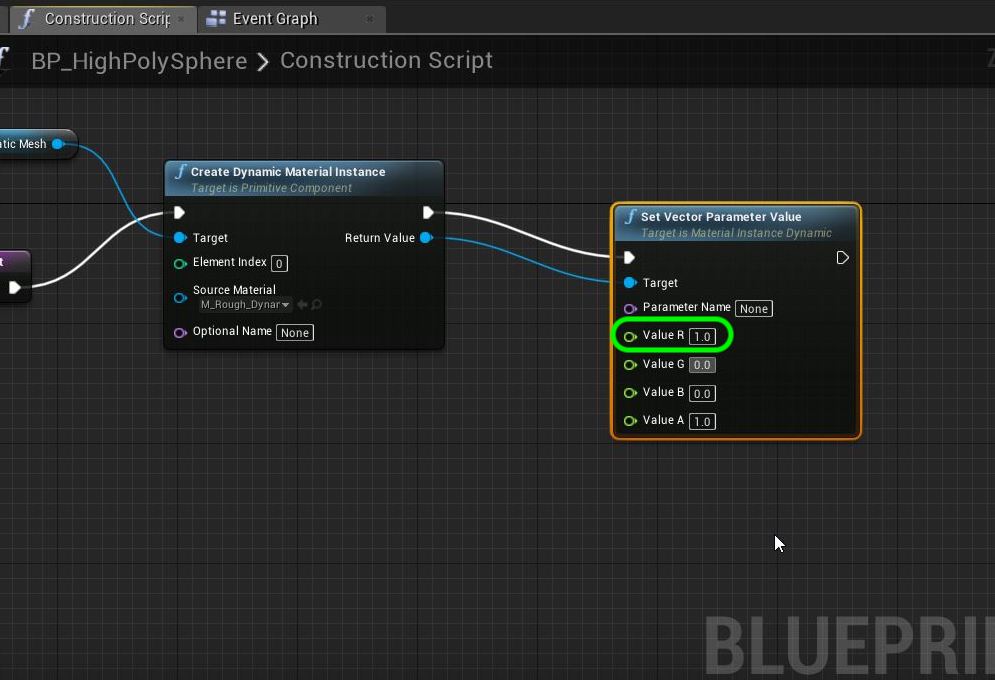 Construction Scrip
Event Graph
BP_HighPolySphere
Construction Script
atic Mesh
Create Dynamic Material Instance
Target is Primitive Component
Target
Return Value
Element Index 0
Source Material
M_Rough_Dynar
Optional Name None
Set Vector Parameter Value
Target is Material Instance Dynamic
Target
Parameter Name None
Value R 1.0
Value G 0.0
Value B 0.0
Value A 1.0
BLUEPRI